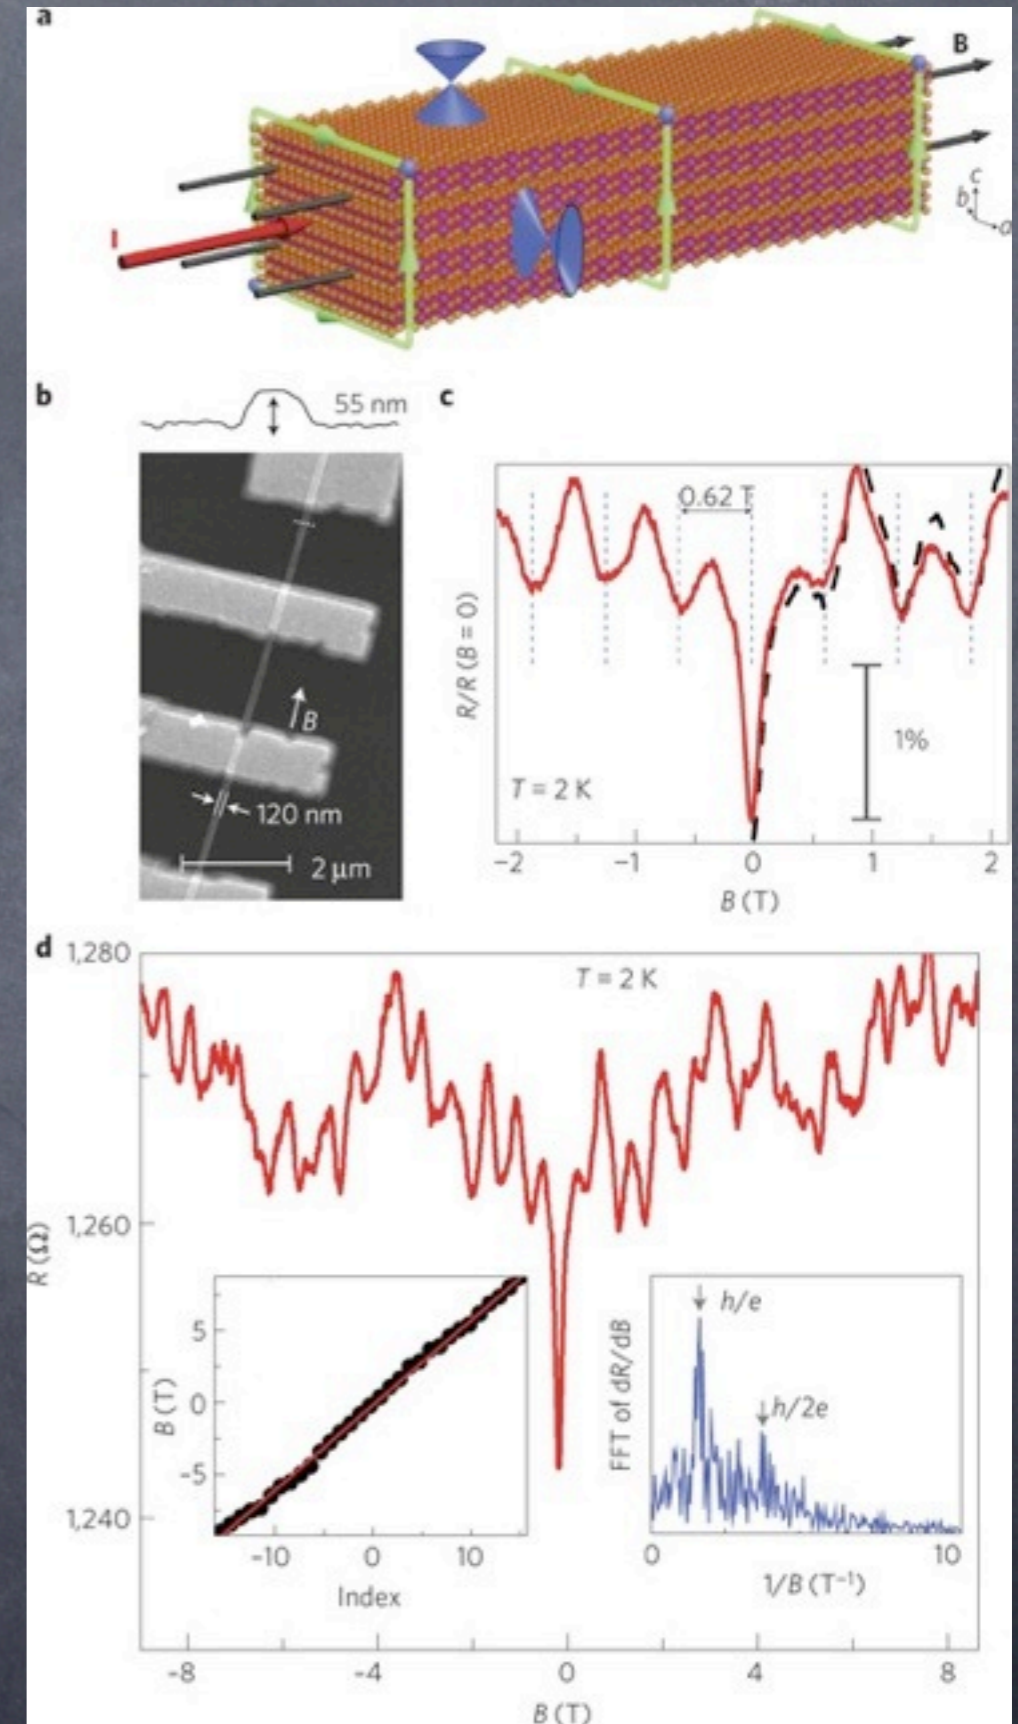 a
B
c
b
a
I
b
55 nm
B
120 nm
2 μm
c
0.62 T
R/R (B = 0)
1%
T = 2 K
−2 −1 0 1 2
B (T)
d
1,280
T = 2 K
1,260
R (Ω)
1,240
5
0
−5
B (T)
−10 0 10
Index
h/e
h/2e
FFT of dR/dB
0 10
1/B (T⁻¹)
−8 −4 0 4 8
B (T)